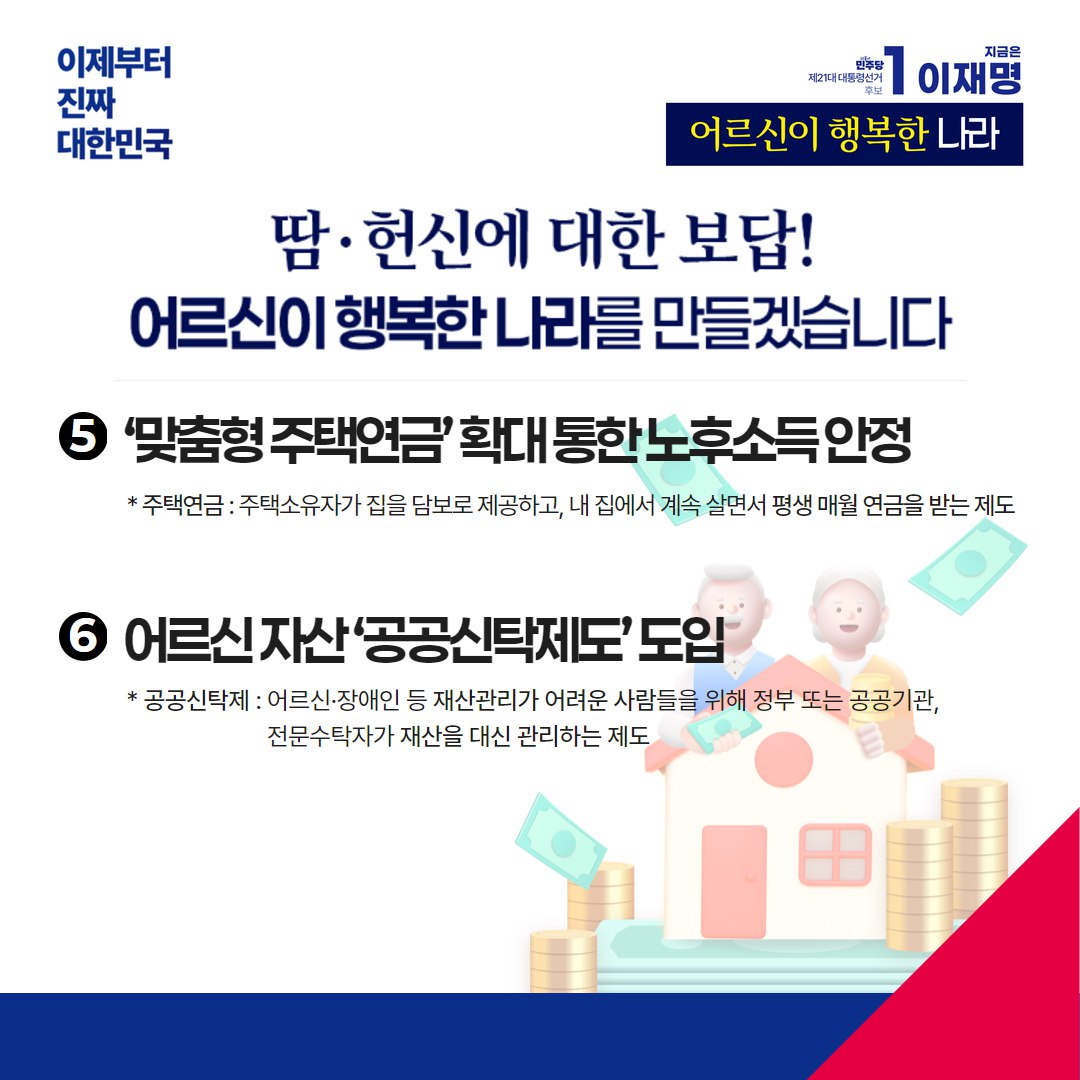 이제부터
진짜
대한민국
민주당
제21대 대통령선거
후보
1
지금은
이재명
어르신이 행복한 나라
땀·헌신에 대한 보답!
어르신이 행복한 나라를 만들겠습니다
5 ‘맞춤형 주택연금’ 확대 통한 노후소득 안정
* 주택연금 : 주택소유자가 집을 담보로 제공하고, 내 집에서 계속 살면서 평생 매월 연금을 받는 제도
6 어르신 자산 ‘공공신탁제도’ 도입
* 공공신탁제 : 어르신·장애인 등 재산관리가 어려운 사람들을 위해 정부 또는 공공기관,
전문수탁자가 재산을 대신 관리하는 제도